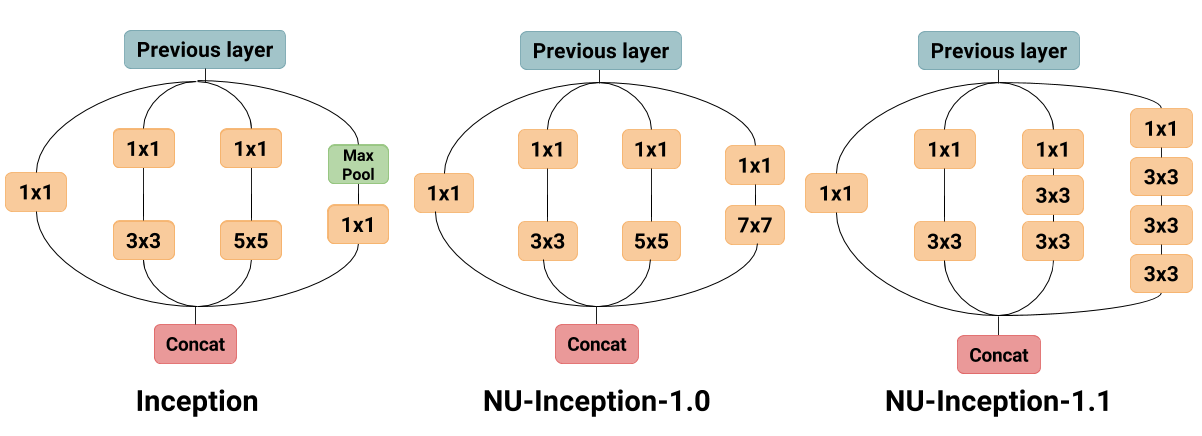 Previous layer
1x1
1x1
3x3
1x1
5x5
Max
Pool
1x1
Concat
Inception
Previous layer
1x1
1x1
3x3
1x1
5x5
1x1
7x7
Concat
NU-Inception-1.0
Previous layer
1x1
1x1
3x3
1x1
3x3
3x3
1x1
3x3
3x3
3x3
Concat
NU-Inception-1.1